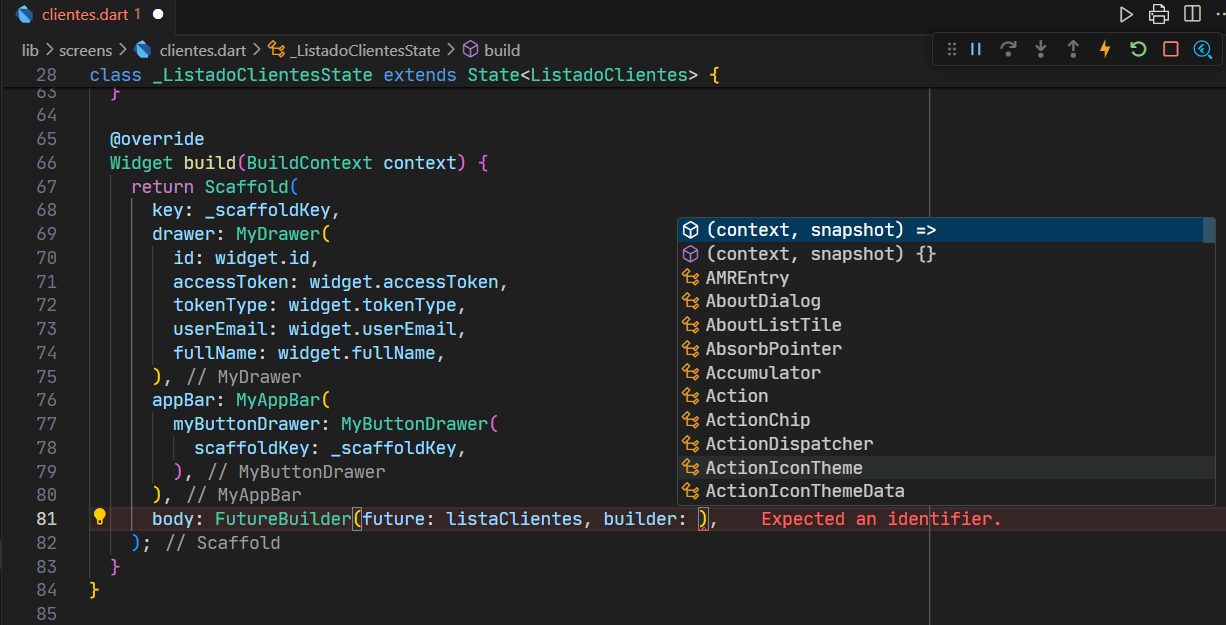 clientes.dart 1
lib > screens > clientes.dart > _ListadoClientesState > build
28 class _ListadoClientesState extends State<ListadoClientes> {
63 }
64
65 @override
66 Widget build(BuildContext context) {
67 return Scaffold(
68 key: _scaffoldKey,
69 drawer: MyDrawer(
70 id: widget.id,
71 accessToken: widget.accessToken,
72 tokenType: widget.tokenType,
73 userEmail: widget.userEmail,
74 fullName: widget.fullName,
75 ), // MyDrawer
76 appBar: MyAppBar(
77 myButtonDrawer: MyButtonDrawer(
78 scaffoldKey: _scaffoldKey,
79 ), // MyButtonDrawer
80 ), // MyAppBar
81 body: FutureBuilder(future: listaClientes, builder: ), Expected an identifier.
82 ); // Scaffold
83 }
84 }
85
(context, snapshot) =>
(context, snapshot) {}
AMREntry
AboutDialog
AboutListTile
AbsorbPointer
Accumulator
Action
ActionChip
ActionDispatcher
ActionIconTheme
ActionIconThemeData